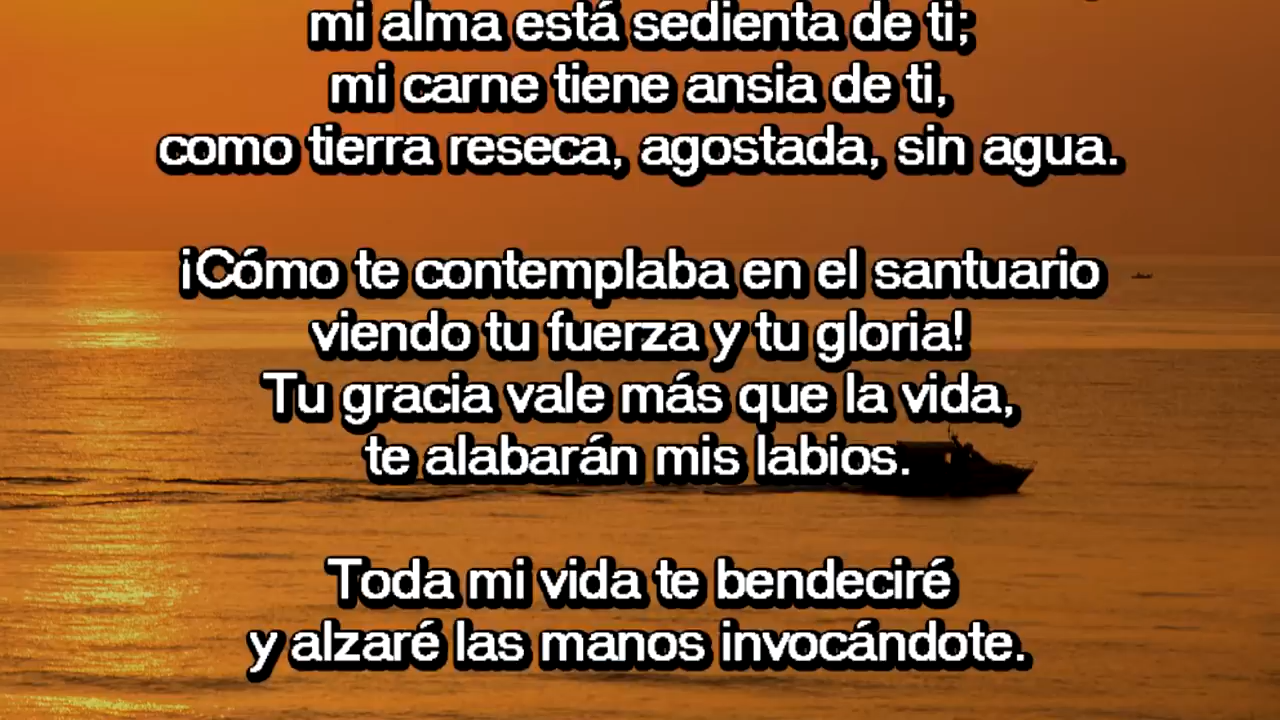 mi alma está sedienta de ti;
mi carne tiene ansia de ti,
como tierra reseca, agostada, sin agua.
¡Cómo te contemplaba en el santuario
viendo tu fuerza y tu gloria!
Tu gracia vale más que la vida,
te alabarán mis labios.
Toda mi vida te bendeciré
y alzaré las manos invocándote.